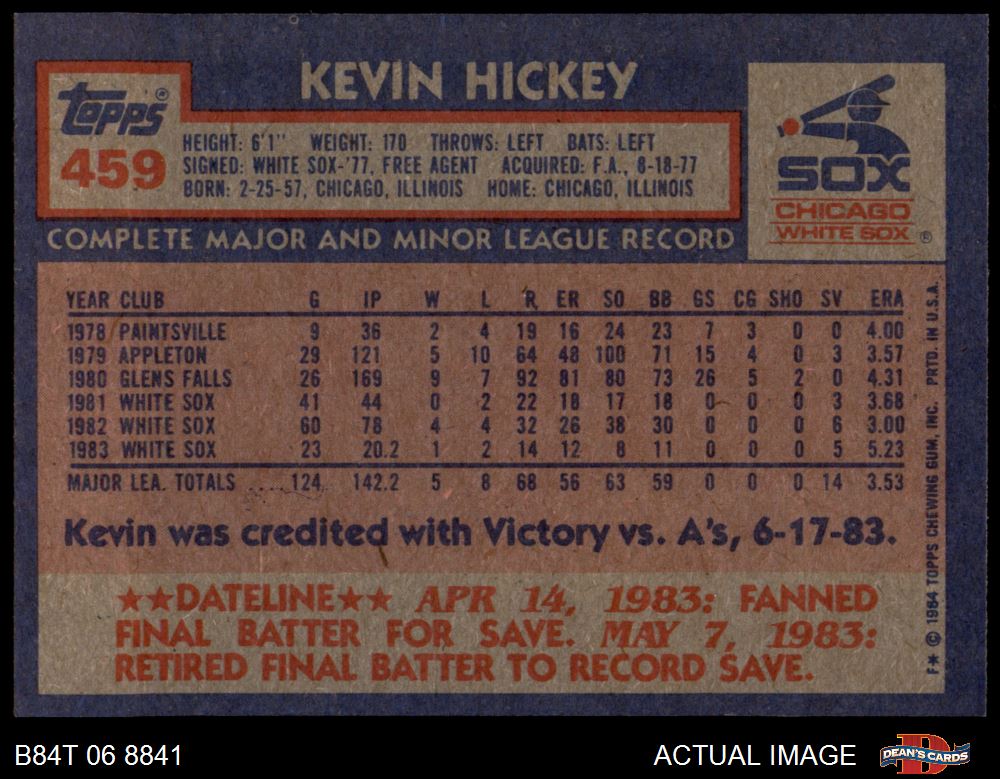 KEVIN HICKEY
Topps®
459
HEIGHT: 6'1" WEIGHT: 170 THROWS: LEFT BATS: LEFT
SIGNED: WHITE SOX-'77, FREE AGENT ACQUIRED: F.A., 8-18-77
BORN: 2-25-57, CHICAGO, ILLINOIS HOME: CHICAGO, ILLINOIS
SOX
CHICAGO
WHITE SOX ®
COMPLETE MAJOR AND MINOR LEAGUE RECORD
YEAR CLUB G IP W L R ER SO BB GS CG SHO SV ERA
1978 PAINTSVILLE 9 36 2 4 19 16 24 23 7 3 0 0 4.00
1979 APPLETON 29 121 5 10 64 48 100 71 15 4 0 3 3.57
1980 GLENS FALLS 26 169 9 7 92 81 80 73 26 5 2 0 4.31
1981 WHITE SOX 41 44 0 2 22 18 17 18 0 0 0 3 3.68
1982 WHITE SOX 60 78 4 4 32 26 38 30 0 0 0 6 3.00
1983 WHITE SOX 23 20.2 1 2 14 12 8 11 0 0 0 5 5.23
MAJOR LEA. TOTALS ..... 124 142.2 5 8 68 56 63 59 0 0 0 14 3.53
Kevin was credited with Victory vs. A's, 6-17-83.
★★DATELINE★★ APR 14, 1983: FANNED
FINAL BATTER FOR SAVE. MAY 7, 1983:
RETIRED FINAL BATTER TO RECORD SAVE.
F* © 1984 TOPPS CHEWING GUM, INC. PRTD. IN U.S.A.
B84T 06 8841
ACTUAL IMAGE
D
DEAN'S CARDS